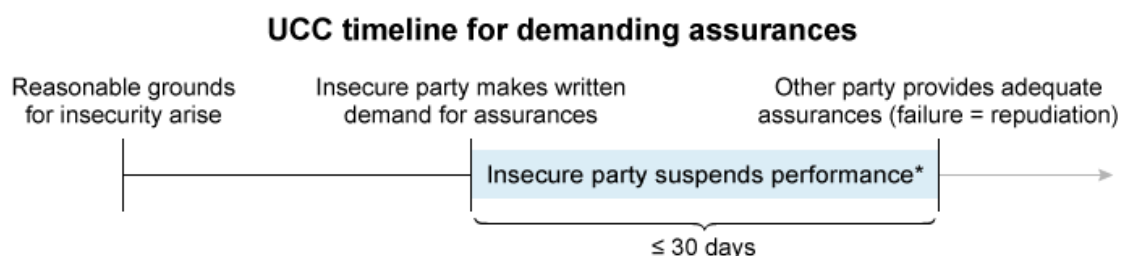 UCC timeline for demanding assurances
Reasonable grounds
for insecurity arise
Insecure party makes written
demand for assurances
Other party provides adequate
assurances (failure = repudiation)
Insecure party suspends performance*
≤ 30 days